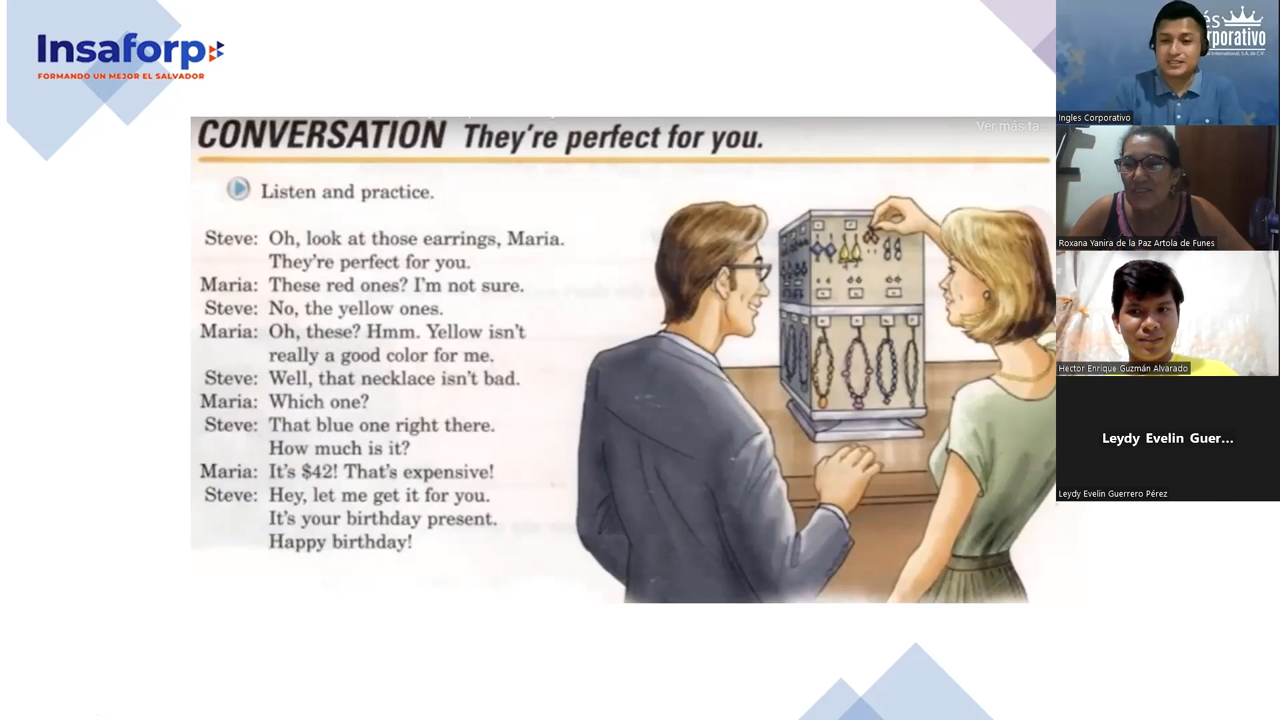 Insaforp
FORMANDO UN MEJOR EL SALVADOR
CONVERSATION They're perfect for you.
Ver más ta
Listen and practice.
Steve: Oh, look at those earrings, Maria.
They're perfect for you.
Maria: These red ones? I'm not sure.
Steve: No, the yellow ones.
Maria: Oh, these? Hmm. Yellow isn't
really a good color for me.
Steve: Well, that necklace isn't bad.
Maria: Which one?
Steve: That blue one right there.
How much is it?
Maria: It's $42! That's expensive!
Steve: Hey, let me get it for you.
It's your birthday present.
Happy birthday!
és
rporativo
Ingles Corporativo
Roxana Yanira de la Paz Artola de Funes
Hector Enrique Guzmán Alvarado
Leydy Evelin Guer...
Leydy Evelin Guerrero Pérez